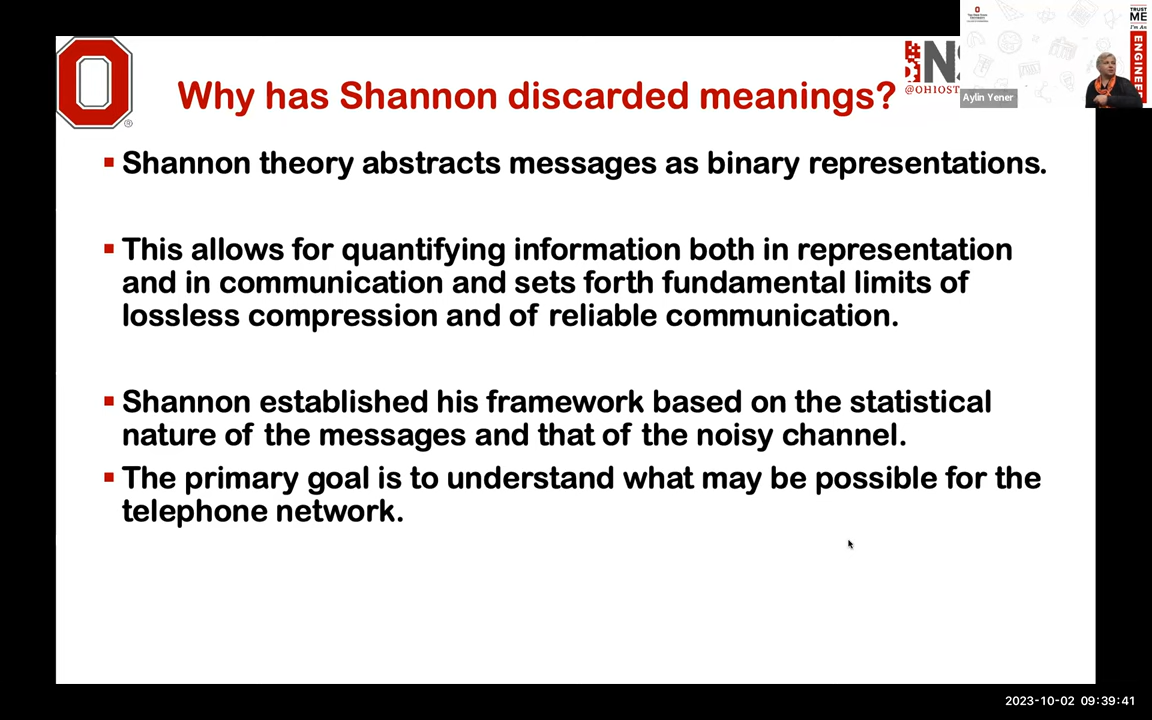 Why has Shannon discarded meanings?
@OHIOST
TRUST
ME
I'm An
ENGINEER
Aylin Yener
Shannon theory abstracts messages as binary representations.
This allows for quantifying information both in representation
and in communication and sets forth fundamental limits of
lossless compression and of reliable communication.
Shannon established his framework based on the statistical
nature of the messages and that of the noisy channel.
The primary goal is to understand what may be possible for the
telephone network.
2023-10-02 09:39:41